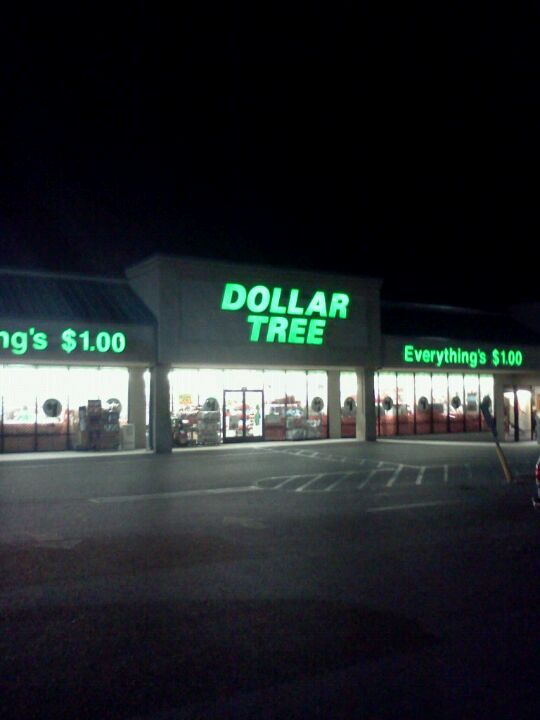 DOLLAR
TREE
ng's $1.00
Everything's $1.00